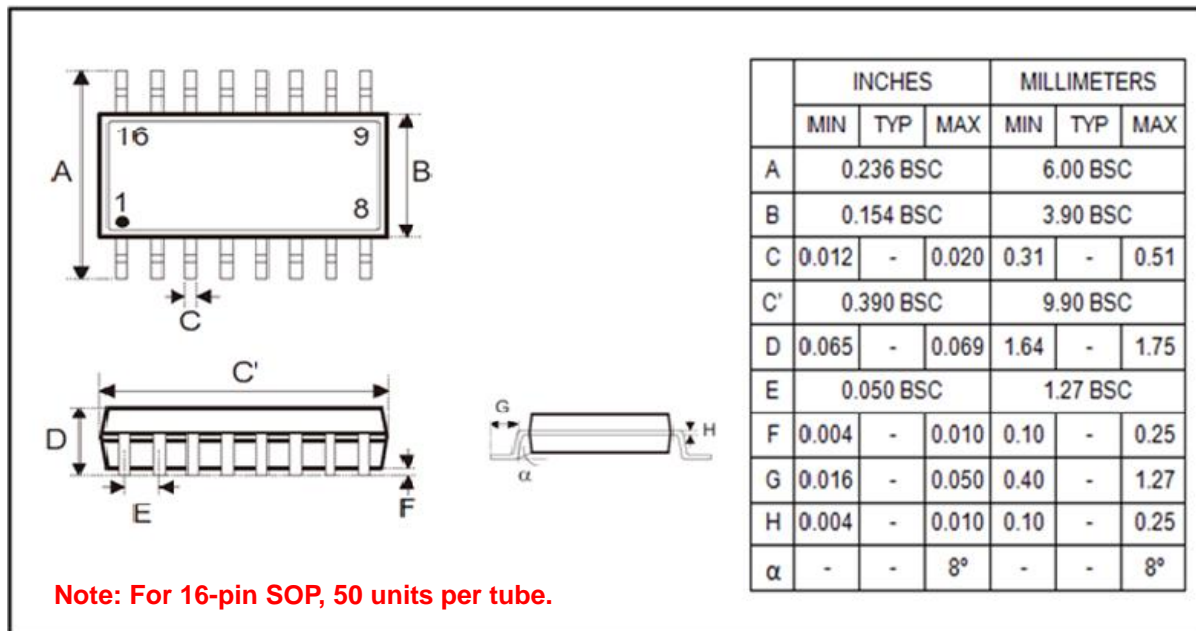 16 9
1 8
A
B
C
C'
D
E
F
G
H
α
INCHES MILLIMETERS
MIN TYP MAX MIN TYP MAX
A 0.236 BSC 6.00 BSC
B 0.154 BSC 3.90 BSC
C 0.012 - 0.020 0.31 - 0.51
C' 0.390 BSC 9.90 BSC
D 0.065 - 0.069 1.64 - 1.75
E 0.050 BSC 1.27 BSC
F 0.004 - 0.010 0.10 - 0.25
G 0.016 - 0.050 0.40 - 1.27
H 0.004 - 0.010 0.10 - 0.25
α - - 8º - - 8º
Note: For 16-pin SOP, 50 units per tube.